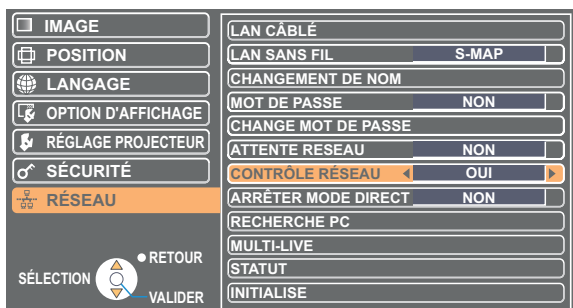 IMAGE
POSITION
LANGAGE
OPTION D'AFFICHAGE
RÉGLAGE PROJECTEUR
SÉCURITÉ
RÉSEAU
RETOUR
SÉLECTION
VALIDER
LAN CÂBLÉ
LAN SANS FIL S-MAP
CHANGEMENT DE NOM
MOT DE PASSE NON
CHANGE MOT DE PASSE
ATTENTE RESEAU NON
CONTRÔLE RÉSEAU OUI
ARRÊTER MODE DIRECT NON
RECHERCHE PC
MULTI-LIVE
STATUT
INITIALISE